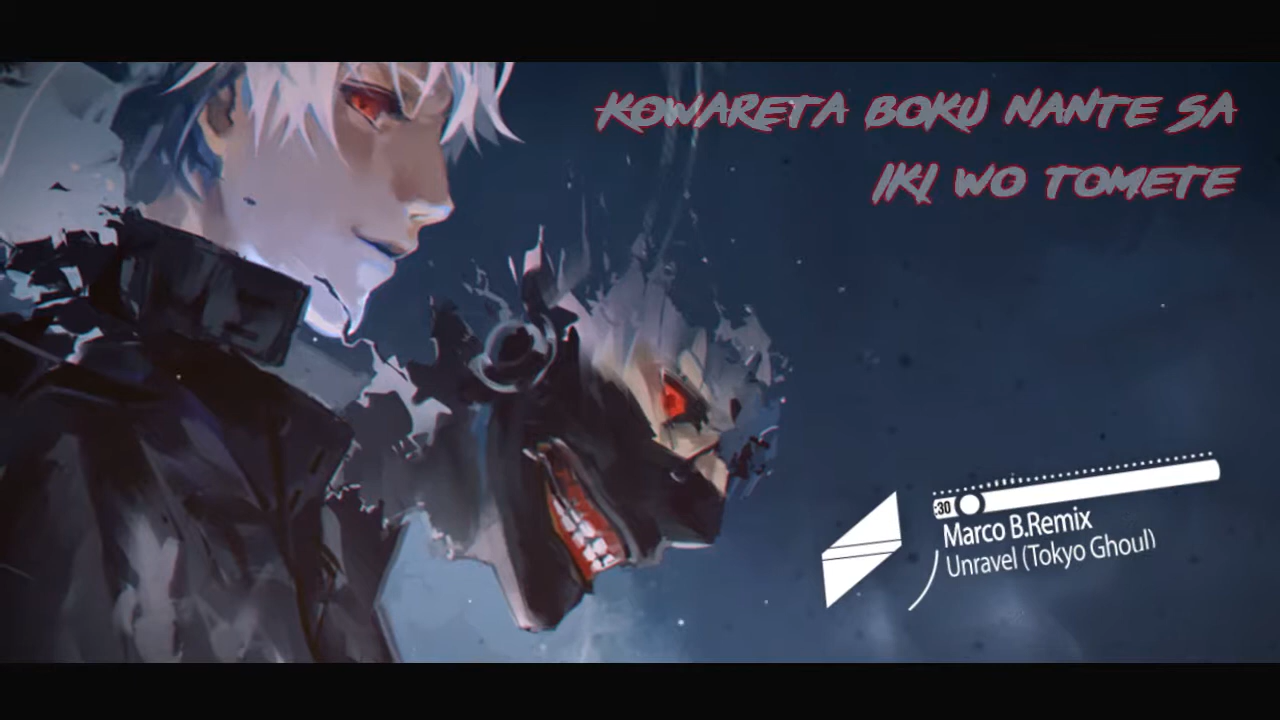 KOWARETA BOKU NANTE SA
IKI WO TOMETE
:30
Marco B.Remix
Unravel (Tokyo Ghoul)